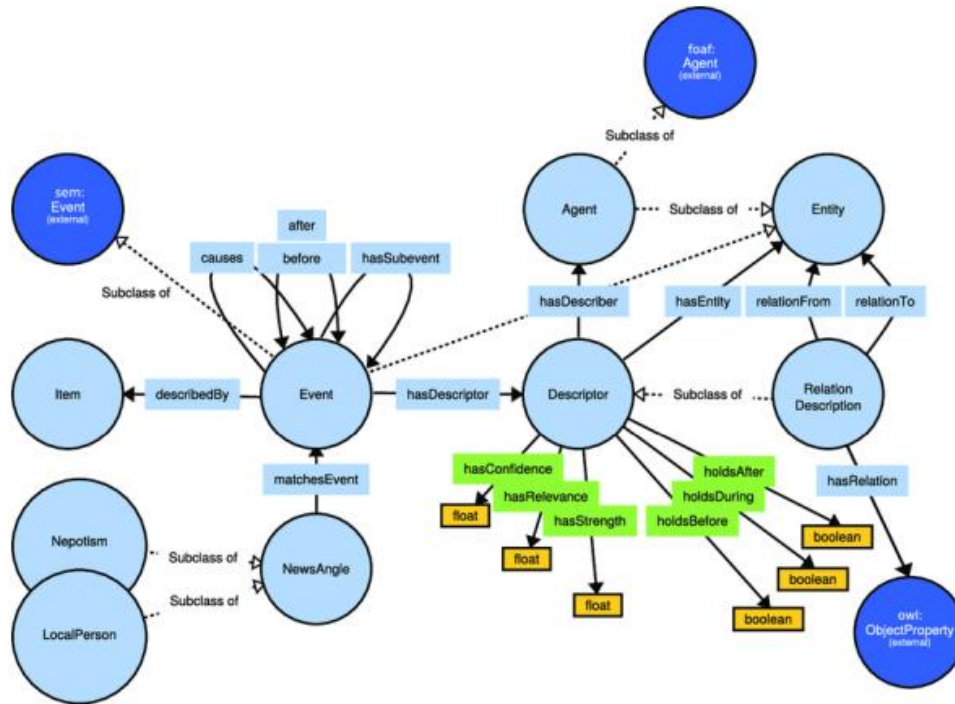 foaf:
Agent
(external)
Subclass of
sem:
Event
(external)
Agent
Subclass of
Entity
after
causes
before
hasSubevent
Subclass of
hasDescriber
hasEntity
relationFrom
relationTo
Item
describedBy
Event
hasDescriptor
Descriptor
Subclass of
Relation
Description
matchesEvent
hasConfidence
hasRelevance
hasStrength
holdsAfter
holdsDuring
holdsBefore
hasRelation
float
float
float
boolean
boolean
boolean
Nepotism
Subclass of
NewsAngle
Subclass of
LocalPerson
owl:
ObjectProperty
(external)